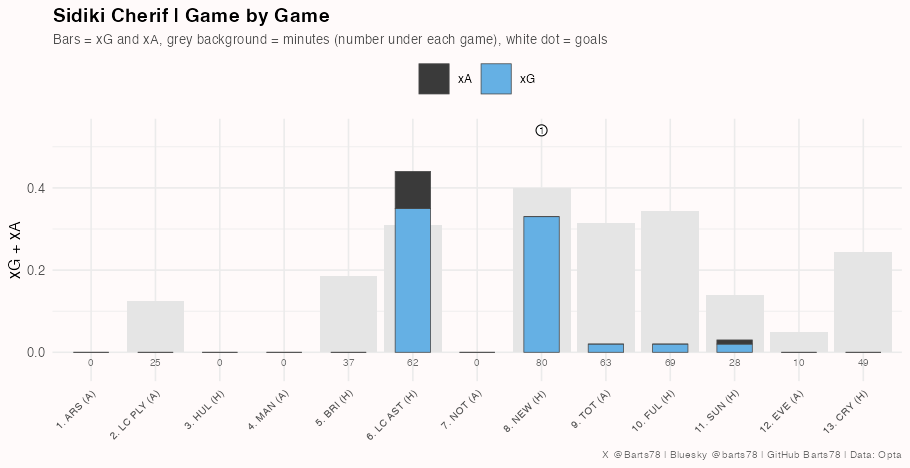 Sidiki Cherif | Game by Game
Bars = xG and xA, grey background = minutes (number under each game), white dot = goals
xA xG
1
xG + xA
0.4
0.2
0.0
0 25 0 0 37 62 0 80 63 69 28 10 49
1. ARS (A)
2. LC PLY (A)
3. HUL (H)
4. MAN (A)
5. BRI (H)
6. LC AST (H)
7. NOT (A)
8. NEW (H)
9. TOT (A)
10. FUL (H)
11. SUN (H)
12. EVE (A)
13. CRY (H)
X @Barts78 | Bluesky @barts78 | GitHub Barts78 | Data: Opta